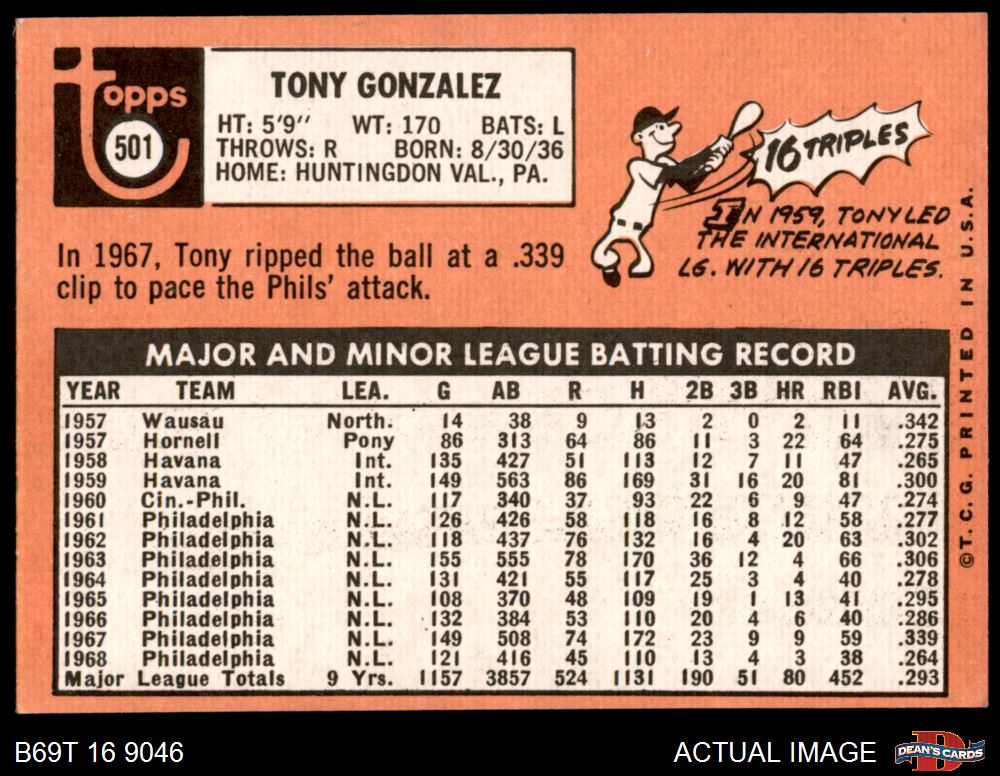 topps
501
TONY GONZALEZ
HT: 5'9" WT: 170 BATS: L
THROWS: R BORN: 8/30/36
HOME: HUNTINGDON VAL., PA.
In 1967, Tony ripped the ball at a .339
clip to pace the Phils' attack.
16 TRIPLES
IN 1959, TONY LED
THE INTERNATIONAL
LG. WITH 16 TRIPLES.
MAJOR AND MINOR LEAGUE BATTING RECORD
YEAR TEAM LEA. G AB R H 2B 3B HR RBI AVG.
1957 Wausau North. 14 38 9 13 2 0 2 11 .342
1957 Hornell Pony 86 313 64 86 11 3 22 64 .275
1958 Havana Int. 135 427 51 113 12 7 11 47 .265
1959 Havana Int. 149 563 86 169 31 16 20 81 .300
1960 Cin.-Phil. N.L. 117 340 37 93 22 6 9 47 .274
1961 Philadelphia N.L. 126 426 58 118 16 8 12 58 .277
1962 Philadelphia N.L. 118 437 76 132 16 4 20 63 .302
1963 Philadelphia N.L. 155 555 78 170 36 12 4 66 .306
1964 Philadelphia N.L. 131 421 55 117 25 3 4 40 .278
1965 Philadelphia N.L. 108 370 48 109 19 1 13 41 .295
1966 Philadelphia N.L. 132 384 53 110 20 4 6 40 .286
1967 Philadelphia N.L. 149 508 74 172 23 9 9 59 .339
1968 Philadelphia N.L. 121 416 45 110 13 4 3 38 .264
Major League Totals 9 Yrs. 1157 3857 524 1131 190 51 80 452 .293
©T. C. G. PRINTED IN U.S.A.
B69T 16 9046
ACTUAL IMAGE
D
DEAN'S CARDS